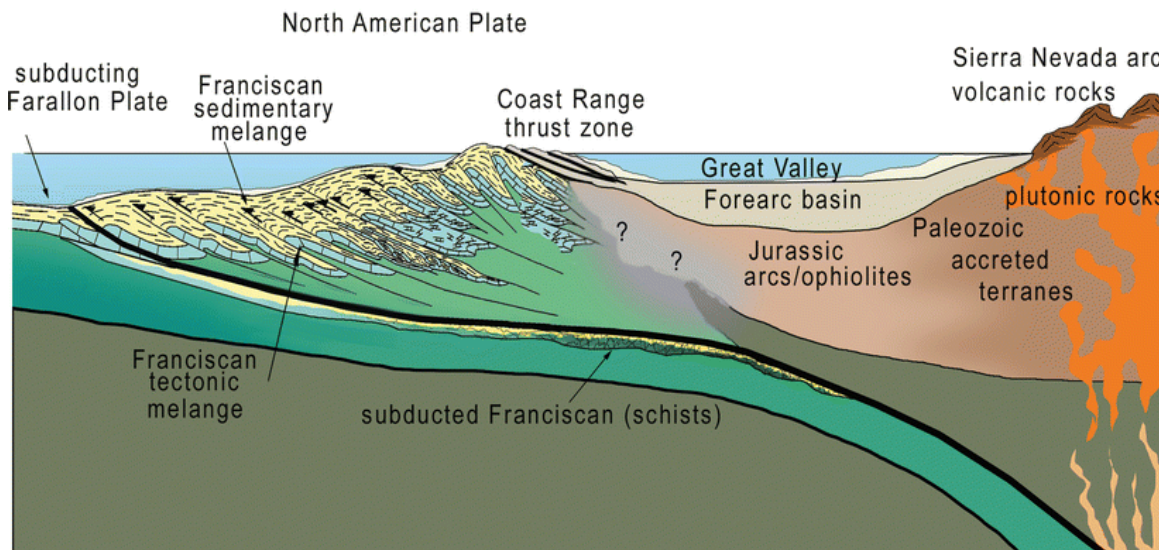 North American Plate
subducting
Farallon Plate
Franciscan
sedimentary
melange
Coast Range
thrust zone
Sierra Nevada arc
volcanic rocks
Great Valley
Forearc basin
plutonic rocks
?
?
Jurassic
arcs/ophiolites
Paleozoic
accreted
terranes
Franciscan
tectonic
melange
subducted Franciscan (schists)